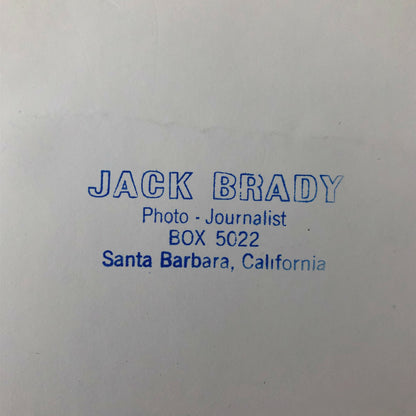 JACK BRADY
Photo - Journalist
BOX 5022
Santa Barbara, California